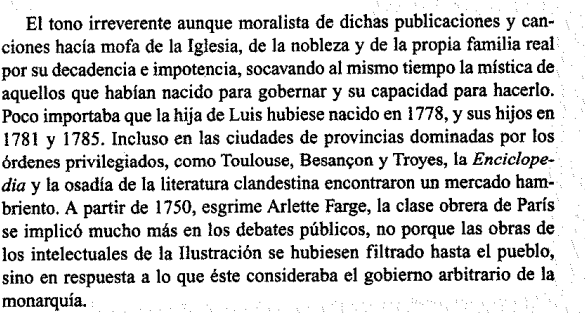 El tono irreverente aunque moralista de dichas publicaciones y can-
ciones hacía mofa de la Iglesia, de la nobleza y de la propia familia real
por su decadencia e impotencia, socavando al mismo tiempo la mística de
aquellos que habían nacido para gobernar y su capacidad para hacerlo.
Poco importaba que la hija de Luis hubiese nacido en 1778, y sus hijos en
1781 y 1785. Incluso en las ciudades de provincias dominadas por los
órdenes privilegiados, como Toulouse, Besançon y Troyes, la Enciclope-
dia y la osadía de la literatura clandestina encontraron un mercado ham-
briento. A partir de 1750, esgrime Arlette Farge, la clase obrera de París
se implicó mucho más en los debates públicos, no porque las obras de
los intelectuales de la Ilustración se hubiesen filtrado hasta el pueblo,
sino en respuesta a lo que éste consideraba el gobierno arbitrario de la
monarquía.